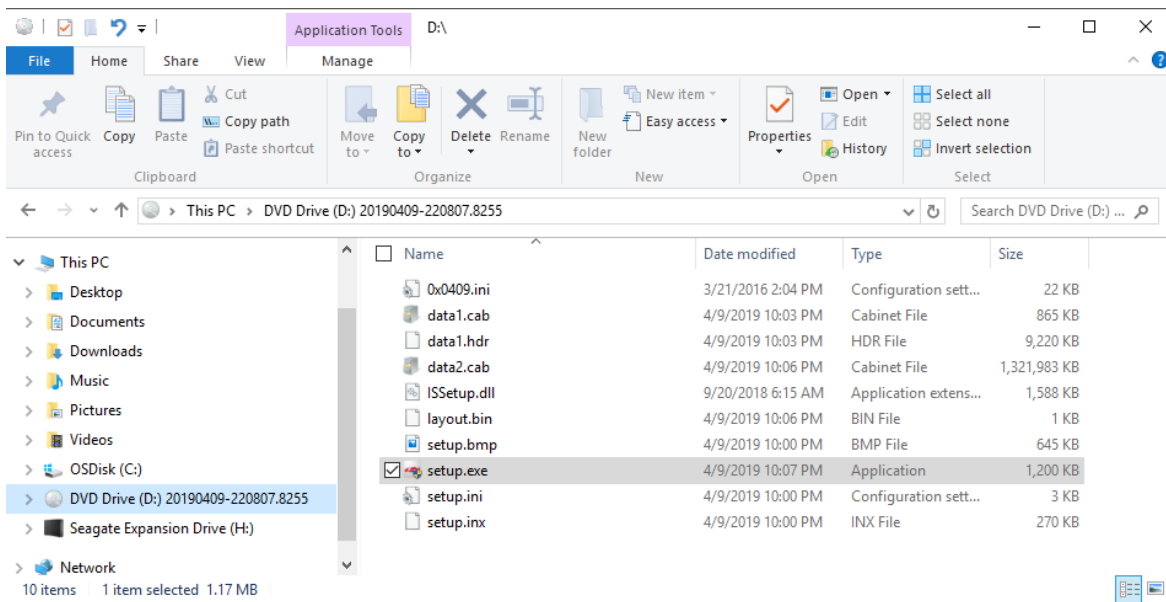 Application Tools D:\
File Home Share View Manage
Pin to Quick access Copy Paste Cut Copy path Paste shortcut Move to Copy to Delete Rename New folder New item Easy access Properties Open Edit History Select all Select none Invert selection
Clipboard Organize New Open Select
This PC > DVD Drive (D:) 20190409-220807.8255 Search DVD Drive (D:) ...
This PC
Desktop
Documents
Downloads
Music
Pictures
Videos
OSDisk (C:)
DVD Drive (D:) 20190409-220807.8255
Seagate Expansion Drive (H:)
Network
Name Date modified Type Size
0x0409.ini 3/21/2016 2:04 PM Configuration sett... 22 KB
data1.cab 4/9/2019 10:03 PM Cabinet File 865 KB
data1.hdr 4/9/2019 10:03 PM HDR File 9,220 KB
data2.cab 4/9/2019 10:06 PM Cabinet File 1,321,983 KB
ISSetup.dll 9/20/2018 6:15 AM Application extens... 1,588 KB
layout.bin 4/9/2019 10:06 PM BIN File 1 KB
setup.bmp 4/9/2019 10:00 PM BMP File 645 KB
setup.exe 4/9/2019 10:07 PM Application 1,200 KB
setup.ini 4/9/2019 10:00 PM Configuration sett... 3 KB
setup.inx 4/9/2019 10:00 PM INX File 270 KB
10 items 1 item selected 1.17 MB